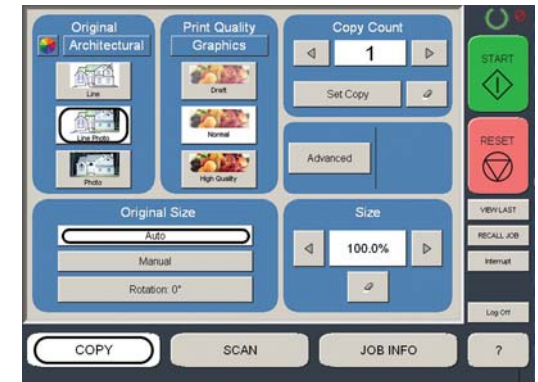 Original
Architectural
Line
Line Photo
Photo
Print Quality
Graphics
Draft
Normal
High Quality
Copy Count
1
Set Copy
Advanced
Original Size
Auto
Manual
Rotation: 0°
Size
100.0%
START
RESET
VIEW LAST
RECALL JOB
Interrupt
Log Off
COPY
SCAN
JOB INFO
?